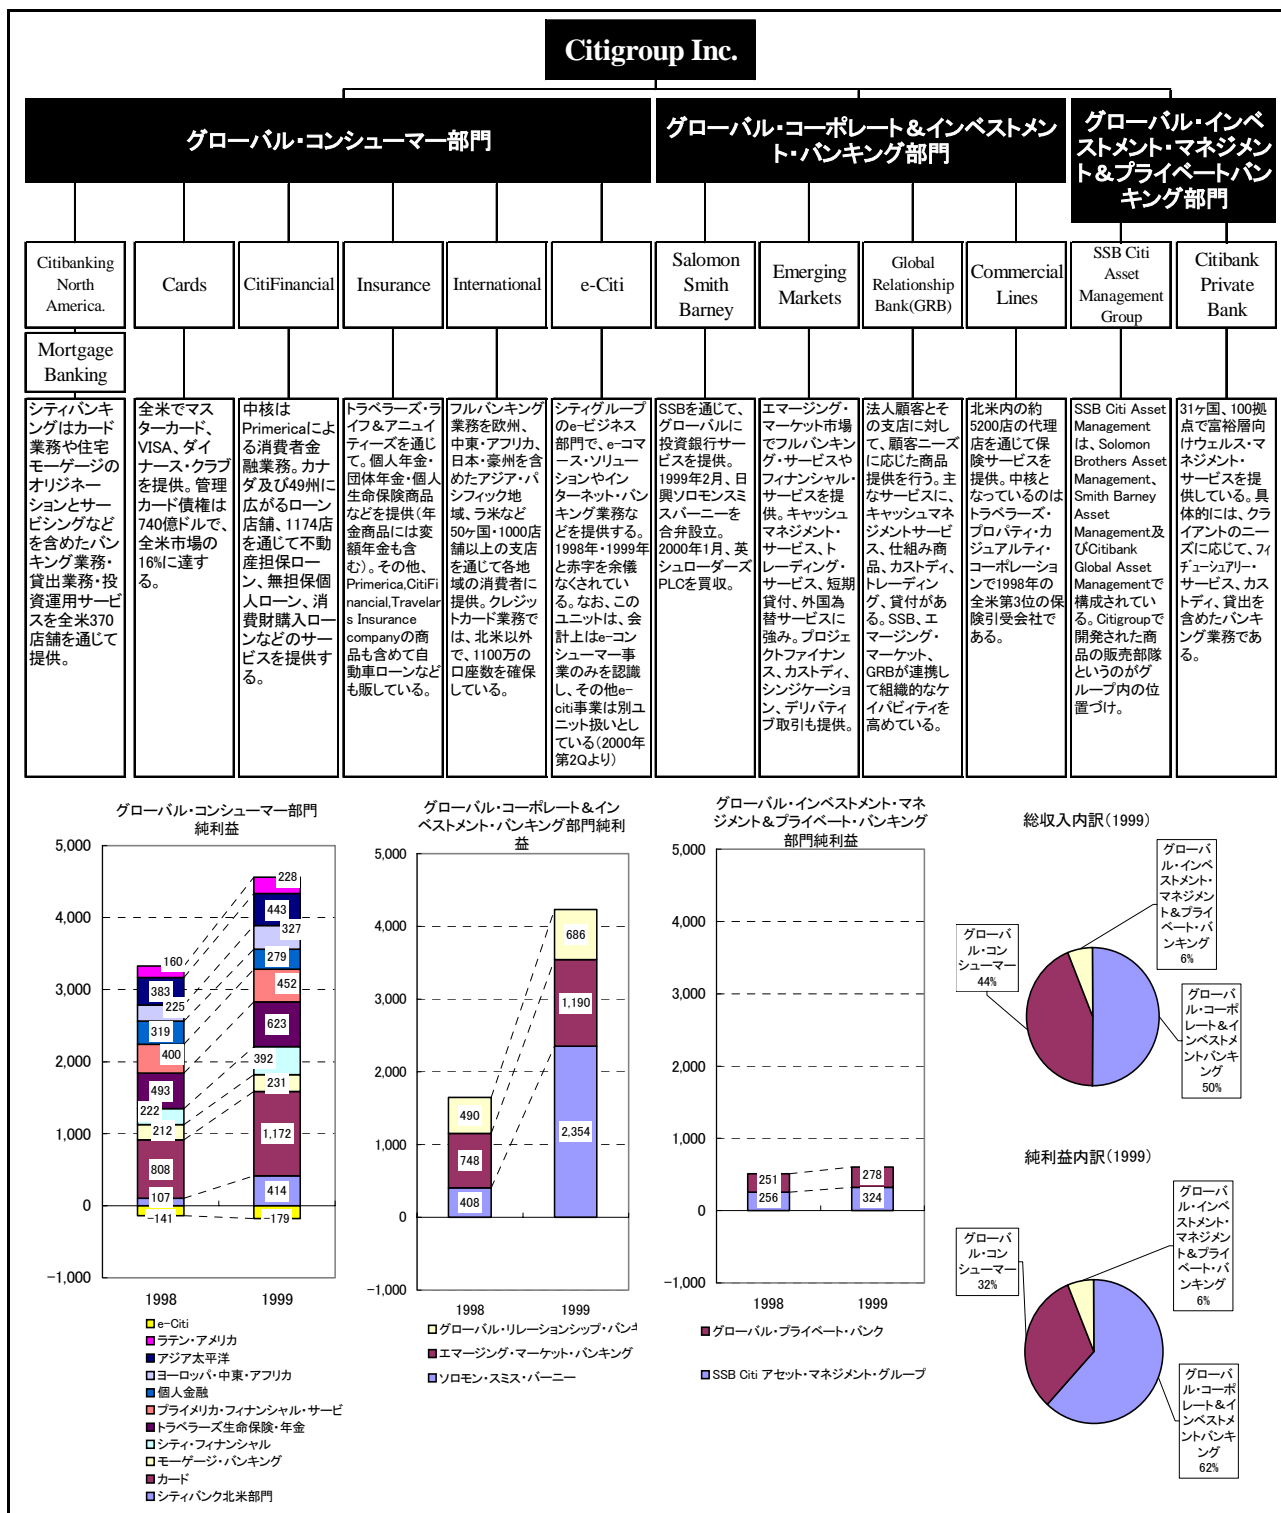 Citigroup Inc.
グローバル・コンシューマー部門
グローバル・コーポレート＆インベストメン
ト・バンキング部門
グローバル・インベ
ストメント・マネジメン
ト＆プライベートバン
キング部門
Citibanking
North
America.
Cards
CitiFinancial
Insurance
International
e-Citi
Salomon
Smith
Barney
Emerging
Markets
Global
Relationship
Bank(GRB)
Commercial
Lines
SSB Citi
Asset
Management
Group
Citibank
Private
Bank
Mortgage
Banking
シティバンキ
ングはカード
業務や住宅
モーゲージの
オリジネー
ションとサー
ビシングなど
を含めたバン
キング業務・
貸出業務・投
資運用サービ
スを全米370
店舗を通じて
提供。
全米でマス
ターカード、
VISA、ダイ
ナース・クラブ
を提供。管理
カード債権は
740億ドルで、
全米市場の
16%に達す
る。
中核は
Primericaによ
る消費者金
融業務。カナ
ダ及び49州に
広がるローン
店舗、1174店
を通じて不動
産担保ロー
ン、無担保個
人ローン、消
費財購入ロー
ンなどのサー
ビスを提供す
る。
トラベラーズ・ラ
イフ＆アニュイ
ティーズを通じ
て。個人年金・
団体年金・個人
生命保険商品
などを提供（年
金商品には変
額年金も含
む）。その他、
Primerica,CitiFi
nancial,Travelar
s Insurance
companyの商
品も含めて自
動車ローンなど
も販している。
フルバンキング
業務を欧州、
中東・アフリカ、
日本・豪州を含
めたアジア・パ
シフィック地
域、ラ米など
50ヶ国・1000店
舗以上の支店
を通じて各地
域の消費者に
提供。クレジッ
トカード業務で
は、北米以外
で、1100万の
口座数を確保
している。
シティグループ
のe-ビジネス
部門で、e-コマ
ース・ソリュー
ションやイン
ターネット・バン
キング業務な
どを提供する。
1998年・1999年
と赤字を余儀
なくされてい
る。なお、この
ユニットは、会
計上はe-コン
シューマー事
業のみを認識
し、その他e-
citi事業は別ユ
ニット扱いとし
ている（2000年
第2Qより）
SSBを通じて、
グローバルに
投資銀行サー
ビスを提供。
1999年2月、日
興ソロモンスミ
スバーニーを
合弁設立。
2000年1月、英
シュローダーズ
PLCを買収。
エマージング・
マーケット市場
でフルバンキン
グ・サービスや
フィナンシャル・
サービスを提
供。キャッシュ
マネジメント・
サービス、ト
レーディング・
サービス、短期
貸付、外国為
替サービスに
強み。プロジェ
クトファイナン
ス、カストディ、
シンジケーショ
ン、デリバティ
ブ取引も提供。
法人顧客とそ
の支店に対し
て、顧客ニーズ
に応じた商品
提供を行う。主
なサービスに、
キャッシュマネ
ジメントサービ
ス、仕組み商
品、カストディ、
トレーディン
グ、貸付があ
る。SSB、エ
マージング・
マーケット、
GRBが連携し
て組織的なケ
イパビィティを
高めている。
北米内の約
5200店の代理
店を通じて保
険サービスを
提供。中核と
なっているのは
トラベラーズ・
プロパティ・カ
ジュアルティ・
コーポレーショ
ンで1998年の
全米第3位の保
険引受会社で
ある。
SSB Citi Asset
Management
は、Solomon
Brothers Asset
Management、
Smith Barney
Asset
Management及
びCitibank
Global Asset
Managementで
構成されてい
る。Citigroupで
開発された商
品の販売部隊
というのがグ
ループ内の位
置づけ。
31ヶ国、100拠
点で富裕層向
けウェルス・マ
ネジメント・
サービスを提
供している。具
体的には、クラ
イアントのニー
ズに応じて、フィ
デューシュアリー・
サービス、カス
トディ、貸出を
含めたバンキ
ング業務であ
る。
グローバル・コンシューマー部門
純利益
5,000
4,000
3,000
2,000
1,000
0
-1,000
160
383
225
319
400
493
222
212
808
107
-141
228
443
327
279
452
623
392
231
1,172
414
-179
1998
1999
e-Citi
ラテン・アメリカ
アジア太平洋
ヨーロッパ・中東・アフリカ
個人金融
プライメリカ・フィナンシャル・サービ
トラベラーズ生命保険・年金
シティ・フィナンシャル
モーゲージ・バンキング
カード
シティバンク北米部門
グローバル・コーポレート＆イン
ベストメント・バンキング部門純利
益
5,000
4,000
3,000
2,000
1,000
0
-1,000
490
748
408
686
1,190
2,354
1998
1999
グローバル・リレーションシップ・バンキ
エマージング・マーケット・バンキング
ソロモン・スミス・バーニー
グローバル・インベストメント・マネ
ジメント＆プライベート・バンキング
部門純利益
5,000
4,000
3,000
2,000
1,000
0
-1,000
251
256
278
324
1998
1999
グローバル・プライベート・バンク
SSB Citi アセット・マネジメント・グループ
総収入内訳（1999）
グローバ
ル・インベ
ストメント・
マネジメン
ト&プライ
ベート・バ
ンキング
6%
グローバ
ル・コン
シューマー
44%
グローバ
ル・コーポ
レート&イ
ンベストメ
ントバンキ
ング
50%
純利益内訳（1999）
グローバ
ル・インベ
ストメント・
マネジメン
ト&プライ
ベート・バ
ンキング
6%
グローバ
ル・コン
シューマー
32%
グローバ
ル・コーポ
レート&イ
ンベストメ
ントバンキ
ング
62%